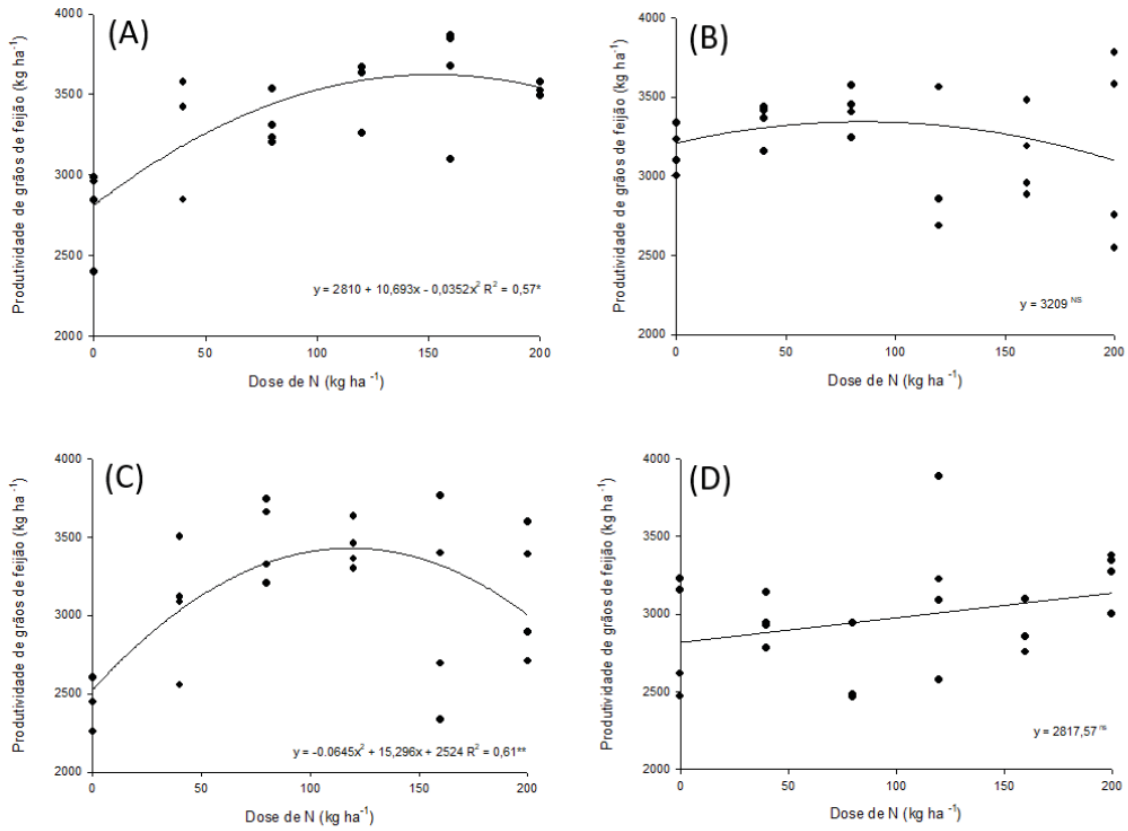 (A)
Produtividade de grãos de feijão (kg ha⁻¹)
4000
3500
3000
2500
2000
y = 2810 + 10,693x - 0,0352x² R² = 0,57*
0 50 100 150 200
Dose de N (kg ha ⁻¹)
(B)
Produtividade de grãos de feijão (kg ha⁻¹)
4000
3500
3000
2500
2000
y = 3209 ᴺˢ
0 50 100 150 200
Dose de N (kg ha ⁻¹)
(C)
Produtividade de grãos de feijão (kg ha ⁻¹)
4000
3500
3000
2500
2000
y = -0.0645x² + 15,296x + 2524 R² = 0,61**
0 50 100 150 200
Dose de N (kg ha ⁻¹)
(D)
Produtividade de grãos de feijão (kg ha ⁻¹)
4000
3500
3000
2500
2000
y = 2817,57 ⁿˢ
0 50 100 150 200
Dose de N (kg ha ⁻¹)